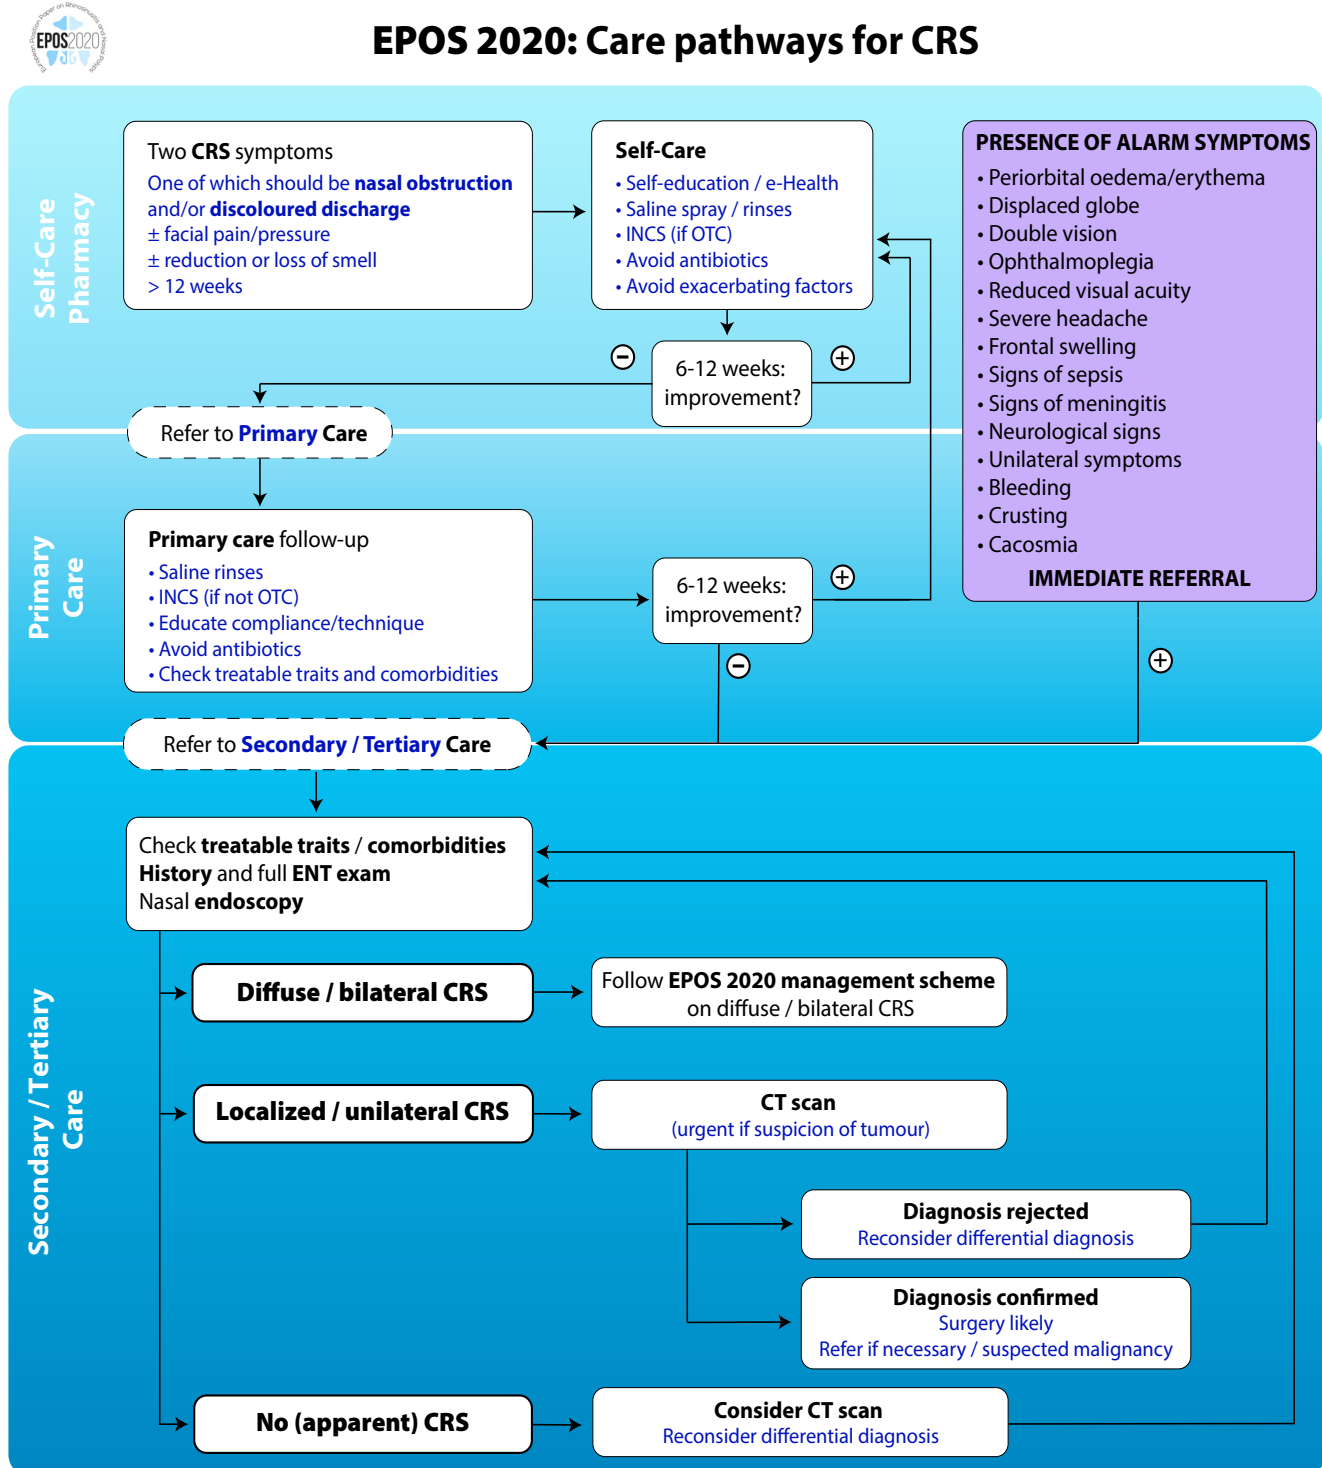 European Position Paper on Rhinosinusitis and Nasal Polyps
EPOS2020
EPOS 2020: Care pathways for CRS
Self-Care
Pharmacy
Two CRS symptoms
One of which should be nasal obstruction
and/or discoloured discharge
± facial pain/pressure
± reduction or loss of smell
> 12 weeks
Self-Care
• Self-education / e-Health
• Saline spray / rinses
• INCS (if OTC)
• Avoid antibiotics
• Avoid exacerbating factors
−
6-12 weeks:
improvement?
+
PRESENCE OF ALARM SYMPTOMS
• Periorbital oedema/erythema
• Displaced globe
• Double vision
• Ophthalmoplegia
• Reduced visual acuity
• Severe headache
• Frontal swelling
• Signs of sepsis
• Signs of meningitis
• Neurological signs
• Unilateral symptoms
• Bleeding
• Crusting
• Cacosmia
IMMEDIATE REFERRAL
+
Refer to Primary Care
Primary
Care
Primary care follow-up
• Saline rinses
• INCS (if not OTC)
• Educate compliance/technique
• Avoid antibiotics
• Check treatable traits and comorbidities
6-12 weeks:
improvement?
+
−
Refer to Secondary / Tertiary Care
Secondary / Tertiary
Care
Check treatable traits / comorbidities
History and full ENT exam
Nasal endoscopy
Diffuse / bilateral CRS
Follow EPOS 2020 management scheme
on diffuse / bilateral CRS
Localized / unilateral CRS
CT scan
(urgent if suspicion of tumour)
Diagnosis rejected
Reconsider differential diagnosis
Diagnosis confirmed
Surgery likely
Refer if necessary / suspected malignancy
No (apparent) CRS
Consider CT scan
Reconsider differential diagnosis